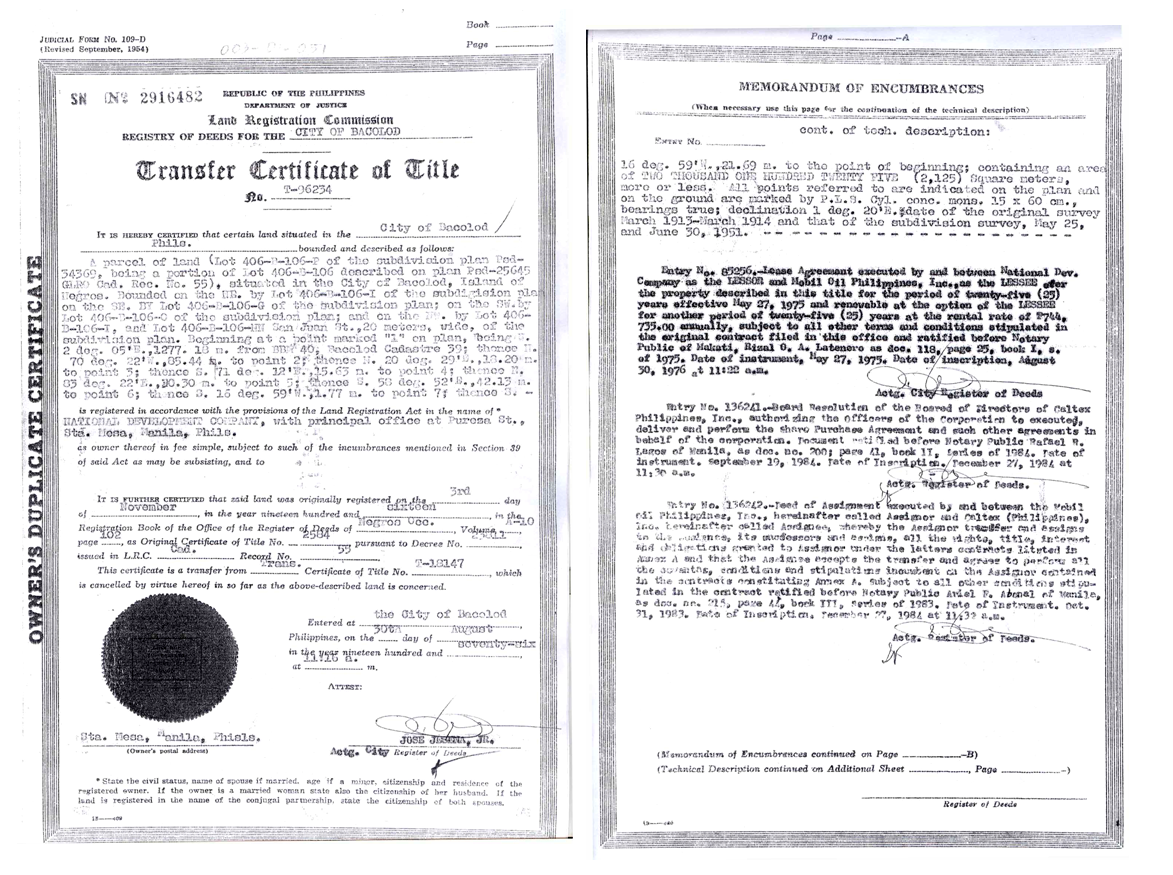 JUDICIAL FORM No. 109-D
(Revised September, 1954)
Book
Page
SN No 2916482
REPUBLIC OF THE PHILIPPINES
DEPARTMENT OF JUSTICE
Land Registration Commission
REGISTRY OF DEEDS FOR THE CITY OF BACOLOD
Transfer Certificate of Title
No. T-96234
IT IS HEREBY CERTIFIED that certain land situated in the City of Bacolod
Phils. bounded and described as follows:
A parcel of land (Lot 406-B-106-F of the subdivision plan Psd-
54369, being a portion of Lot 406-B-106 described on plan Psd-25645
Cad. Rec. No. 55), situated in the City of Bacolod, Island of
Negros. Bounded on the NE. by Lot 406-B-106-I of the subdivision plan
on the SE. BY Lot 406-B-106-G of the subdivision plan; on the SW. by
Lot 406-B-106-C of the subdivision plan; and on the NW. by Lot 406-
B-106-I, and Lot 406-B-106-NN San Juan St., 20 meters, wide, of the
subdivision plan. Beginning at a point marked "1" on plan, being
2 deg. 05' 1277. 18 m. from 40; Bacolod Cadastre 39; thence N.
70 deg. 22' 85.44 m. to point 2; thence N. 20 deg. 29' 13.20 m.
to point 3; thence S. 71 deg. 12' 15.63 m. to point 4; thence N.
83 deg. 22' to point 5; thence S. 58 deg. 52' 42.13 m.
to point 6; thence S. 16 deg. 59' 1.77 m. to point 7; thence S. -
is registered in accordance with the provisions of the Land Registration Act in the name of *
NATIONAL DEVELOPMENT COMPANY, with principal office at Pureza St.,
Sta. Mesa, Manila, Phils.
as owner thereof in fee simple, subject to such of the incumbrances mentioned in Section 39
of said Act as may be subsisting, and to
IT IS FURTHER CERTIFIED that said land was originally registered on the 3rd day
of November, in the year nineteen hundred and sixteen in the
Registration Book of the Office of the Register of Deeds of Negros Occ., Volume A-10
page 102, as Original Certificate of Title No. 2584 pursuant to Decree No.
issued in L.R.C. Cad. Record No. 55
This certificate is a transfer from Trans. Certificate of Title No. T-18147, which
is cancelled by virtue hereof in so far as the above-described land is concerned.
Entered at the City of Bacolod
Philippines, on the 30th day of August
in the year nineteen hundred and seventy-six
at 11:16 a. m.
ATTEST:
JOSE JR.
Actg. City Register of Deeds
Sta. Mesa, Manila, Phils.
(Owner's postal address)
* State the civil status, name of spouse if married, age if a minor, citizenship and residence of the
registered owner. If the owner is a married woman state also the citizenship of her husband. If the
land is registered in the name of the conjugal partnership, state the citizenship of both spouses.
OWNER'S DUPLICATE CERTIFICATE
Page -A
MEMORANDUM OF ENCUMBRANCES
(When necessary use this page for the continuation of the technical description)
cont. of tech. description:
ENTRY No.
16 deg. 59'W.,21.69 m. to the point of beginning; containing an area
of TWO THOUSAND ONE HUNDRED TWENTY FIVE (2,125) Square meters,
more or less. All points referred to are indicated on the plan and
on the ground are marked by P.L.S. Cyl. conc. mons. 15 x 60 cm.,
bearings true; declination 1 deg. 20'E. date of the original survey
March 1913-March 1914 and that of the subdivision survey, May 25,
and June 30, 1951. - - - - - - - - - - - - - - - - - - -
Entry No. 85256.-Lease Agreement executed by and between National Dev.
Company as the LESSOR and Mobil Oil Philippines, Inc., as the LESSEE over
the property described in this title for the period of twenty-five (25)
years effective May 27, 1975 and renewable at the option of the LESSEE
for another period of twenty-five (25) years at the rental rate of ₱744,
735.00 annually, subject to all other terms and conditions stipulated in
the original contract filed in this office and ratified before Notary
Public of Makati, Rizal O. A. Latenero as doc. 118, page 25, book I, s.
of 1975. Date of instrument, May 27, 1975. Date of Inscription, August
30, 1976 at 11:22 a.m.
Actg. City Register of Deeds
Entry No. 136241.-Board Resolution of the Board of Directors of Caltex
Philippines, Inc., authorizing the officers of the Corporation to executed,
deliver and perform the share Purchase Agreement and such other agreements in
behalf of the corporation. Document ratified before Notary Public Rafael R.
Lagos of Manila, as doc. no. 200; page 41, book II, series of 1984. Date of
instrument. September 19, 1984. Date of Inscription. December 27, 1984 at
11:30 a.m.
Actg. Register of Deeds.
Entry No. 136242.-Deed of Assignment executed by and between the Mobil
Oil Philippines, Inc., hereinafter called Assignor and Caltex (Philippines),
Inc. hereinafter called Assignee, whereby the Assignor transfer and assigns
to the Assignee, its successors and assigns, all the rights, title, interest
and obligations granted to Assignor under the latters contracts listed in
Annex A and that the Assignee accepts the transfer and agrees to perform all
the covenants, conditions and stipulations incumbent on the Assignor contained
in the contracts constituting Annex A. Subject to all other conditions stipu-
lated in the contract ratified before Notary Public Ariel F. of Manila,
as doc. no. 215, page 44, book III, series of 1983. Date of Instrument. Oct.
31, 1983. Date of Inscription. December 27, 1984 at 11:32 a.m.
Actg. Register of Deeds.
(Memorandum of Encumbrances continued on Page -B)
(Technical Description continued on Additional Sheet , Page -)
Register of Deeds